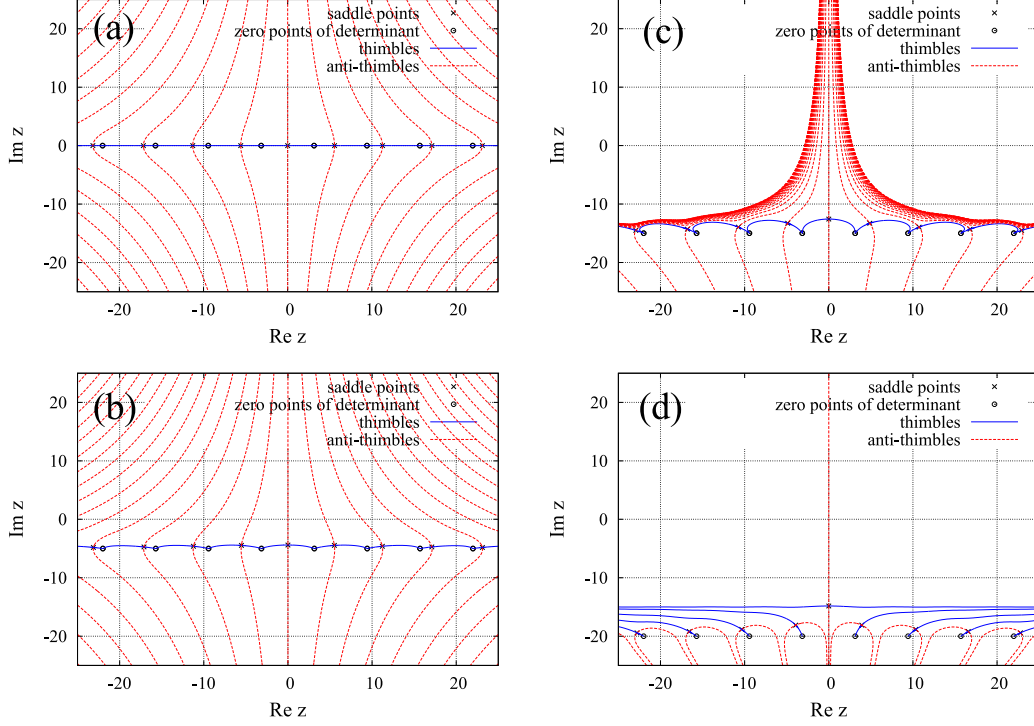 (a)
saddle points
zero points of determinant
thimbles
anti-thimbles
20
10
0
-10
-20
Im z
-20 -10 0 10 20
Re z
(c)
saddle points
zero points of determinant
thimbles
anti-thimbles
20
10
0
-10
-20
Im z
-20 -10 0 10 20
Re z
(b)
saddle points
zero points of determinant
thimbles
anti-thimbles
20
10
0
-10
-20
Im z
-20 -10 0 10 20
Re z
(d)
saddle points
zero points of determinant
thimbles
anti-thimbles
20
10
0
-10
-20
Im z
-20 -10 0 10 20
Re z